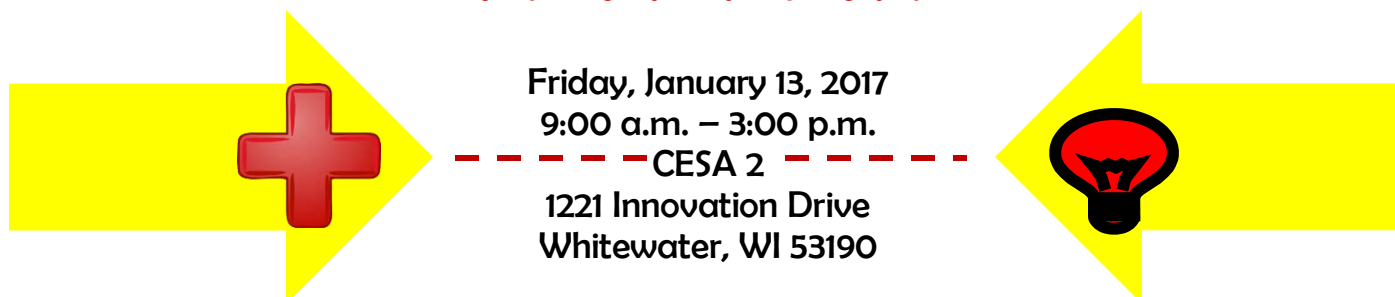 Friday, January 13, 2017
9:00 a.m. – 3:00 p.m.
CESA 2
1221 Innovation Drive
Whitewater, WI 53190